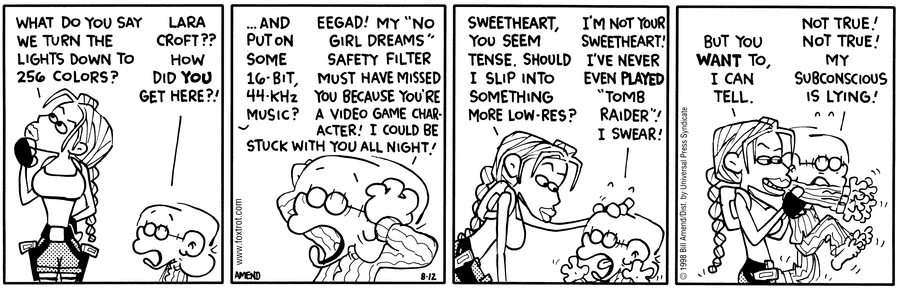 WHAT DO YOU SAY
WE TURN THE
LIGHTS DOWN TO
256 COLORS?
LARA
CROFT??
HOW
DID YOU
GET HERE?!
...AND
PUT ON
SOME
16-BIT,
44-KHz
MUSIC?
EEGAD! MY "NO
GIRL DREAMS"
SAFETY FILTER
MUST HAVE MISSED
YOU BECAUSE YOU'RE
A VIDEO GAME CHAR-
ACTER! I COULD BE
STUCK WITH YOU ALL NIGHT!
www.foxtrot.com
AMEND
8-12
SWEETHEART,
YOU SEEM
TENSE. SHOULD
I SLIP INTO
SOMETHING
MORE LOW-RES?
I'M NOT YOUR
SWEETHEART!
I'VE NEVER
EVEN PLAYED
"TOMB
RAIDER"!
I SWEAR!
© 1998 Bill Amend/Dist. by Universal Press Syndicate
BUT YOU
WANT TO,
I CAN
TELL.
NOT TRUE!
NOT TRUE!
MY
SUBCONSCIOUS
IS LYING!